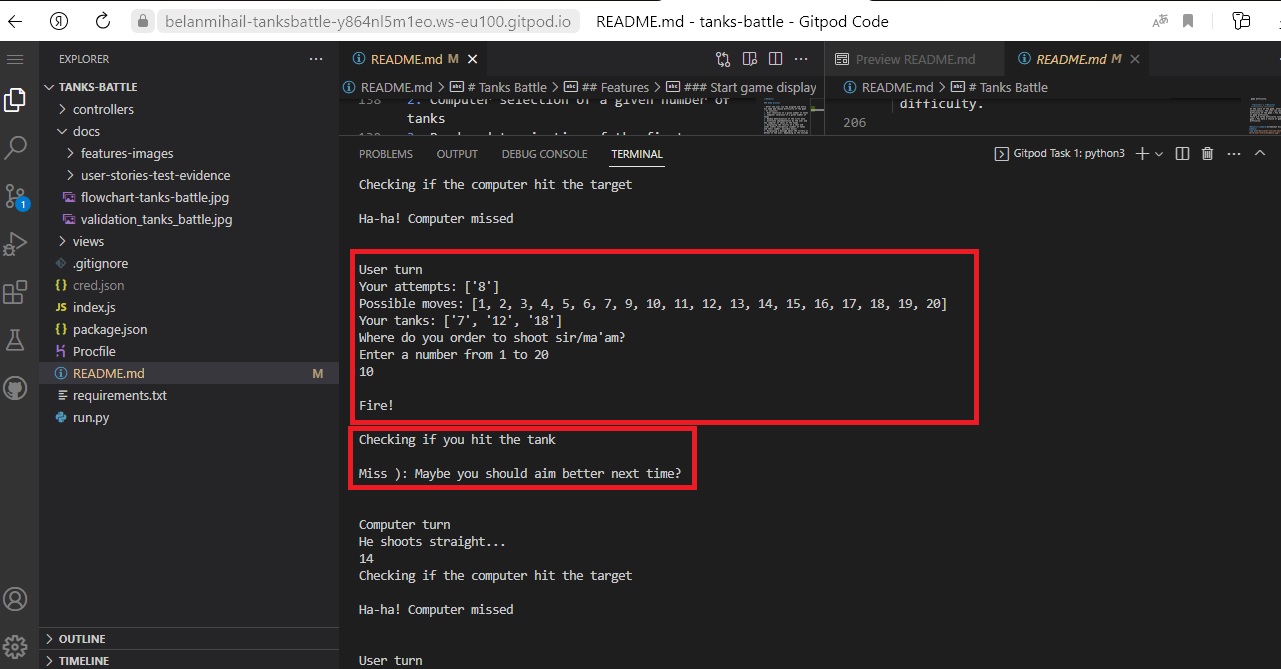 belanmihail-tanksbattle-y864nl5m1eo.ws-eu100.gitpod.io README.md - tanks-battle - Gitpod Code
EXPLORER
TANKS-BATTLE
controllers
docs
features-images
user-stories-test-evidence
flowchart-tanks-battle.jpg
validation_tanks_battle.jpg
views
.gitignore
cred.json
index.js
package.json
Procfile
README.md M
requirements.txt
run.py
OUTLINE
TIMELINE
1
README.md M
README.md > # Tanks Battle > ## Features > ### Start game display
138 2. Computer selection of a given number of
tanks
Preview README.md
README.md M
README.md > # Tanks Battle
difficulty.
206
PROBLEMS OUTPUT DEBUG CONSOLE TERMINAL
Gitpod Task 1: python3
Checking if the computer hit the target
Ha-ha! Computer missed
User turn
Your attempts: ['8']
Possible moves: [1, 2, 3, 4, 5, 6, 7, 9, 10, 11, 12, 13, 14, 15, 16, 17, 18, 19, 20]
Your tanks: ['7', '12', '18']
Where do you order to shoot sir/ma'am?
Enter a number from 1 to 20
10
Fire!
Checking if you hit the tank
Miss ): Maybe you should aim better next time?
Computer turn
He shoots straight...
14
Checking if the computer hit the target
Ha-ha! Computer missed
User turn